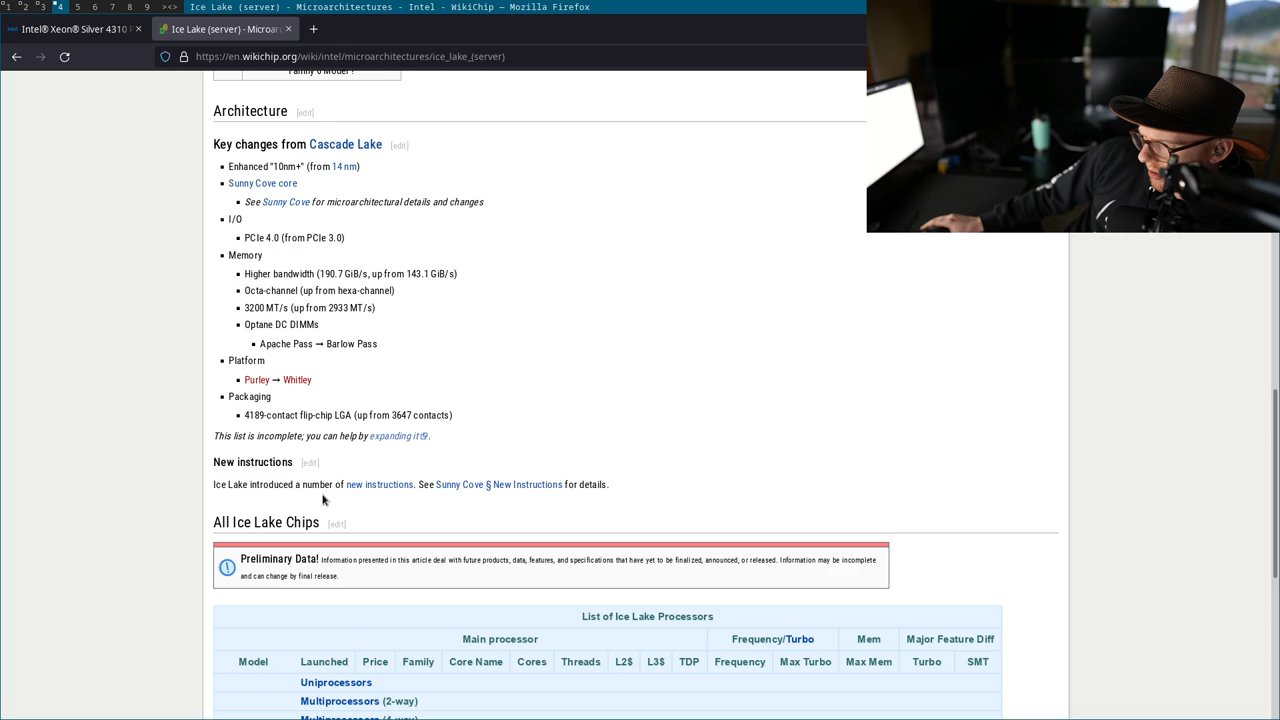 1 2 3 4 5 6 7 8 9 ><> Ice Lake (server) - Microarchitectures - Intel - WikiChip — Mozilla Firefox
Intel® Xeon® Silver 4310 Ice Lake (server) - Microar
https://en.wikichip.org/wiki/intel/microarchitectures/ice_lake_(server)
Architecture [edit]
Key changes from Cascade Lake [edit]
Enhanced "10nm+" (from 14 nm)
Sunny Cove core
See Sunny Cove for microarchitectural details and changes
I/O
PCIe 4.0 (from PCIe 3.0)
Memory
Higher bandwidth (190.7 GiB/s, up from 143.1 GiB/s)
Octa-channel (up from hexa-channel)
3200 MT/s (up from 2933 MT/s)
Optane DC DIMMs
Apache Pass → Barlow Pass
Platform
Purley → Whitley
Packaging
4189-contact flip-chip LGA (up from 3647 contacts)
This list is incomplete; you can help by expanding it.
New instructions [edit]
Ice Lake introduced a number of new instructions. See Sunny Cove § New Instructions for details.
All Ice Lake Chips [edit]
Preliminary Data! Information presented in this article deal with future products, data, features, and specifications that have yet to be finalized, announced, or released. Information may be incomplete
and can change by final release.
List of Ice Lake Processors
Main processor Frequency/Turbo Mem Major Feature Diff
Model Launched Price Family Core Name Cores Threads L2$ L3$ TDP Frequency Max Turbo Max Mem Turbo SMT
Uniprocessors
Multiprocessors (2-way)